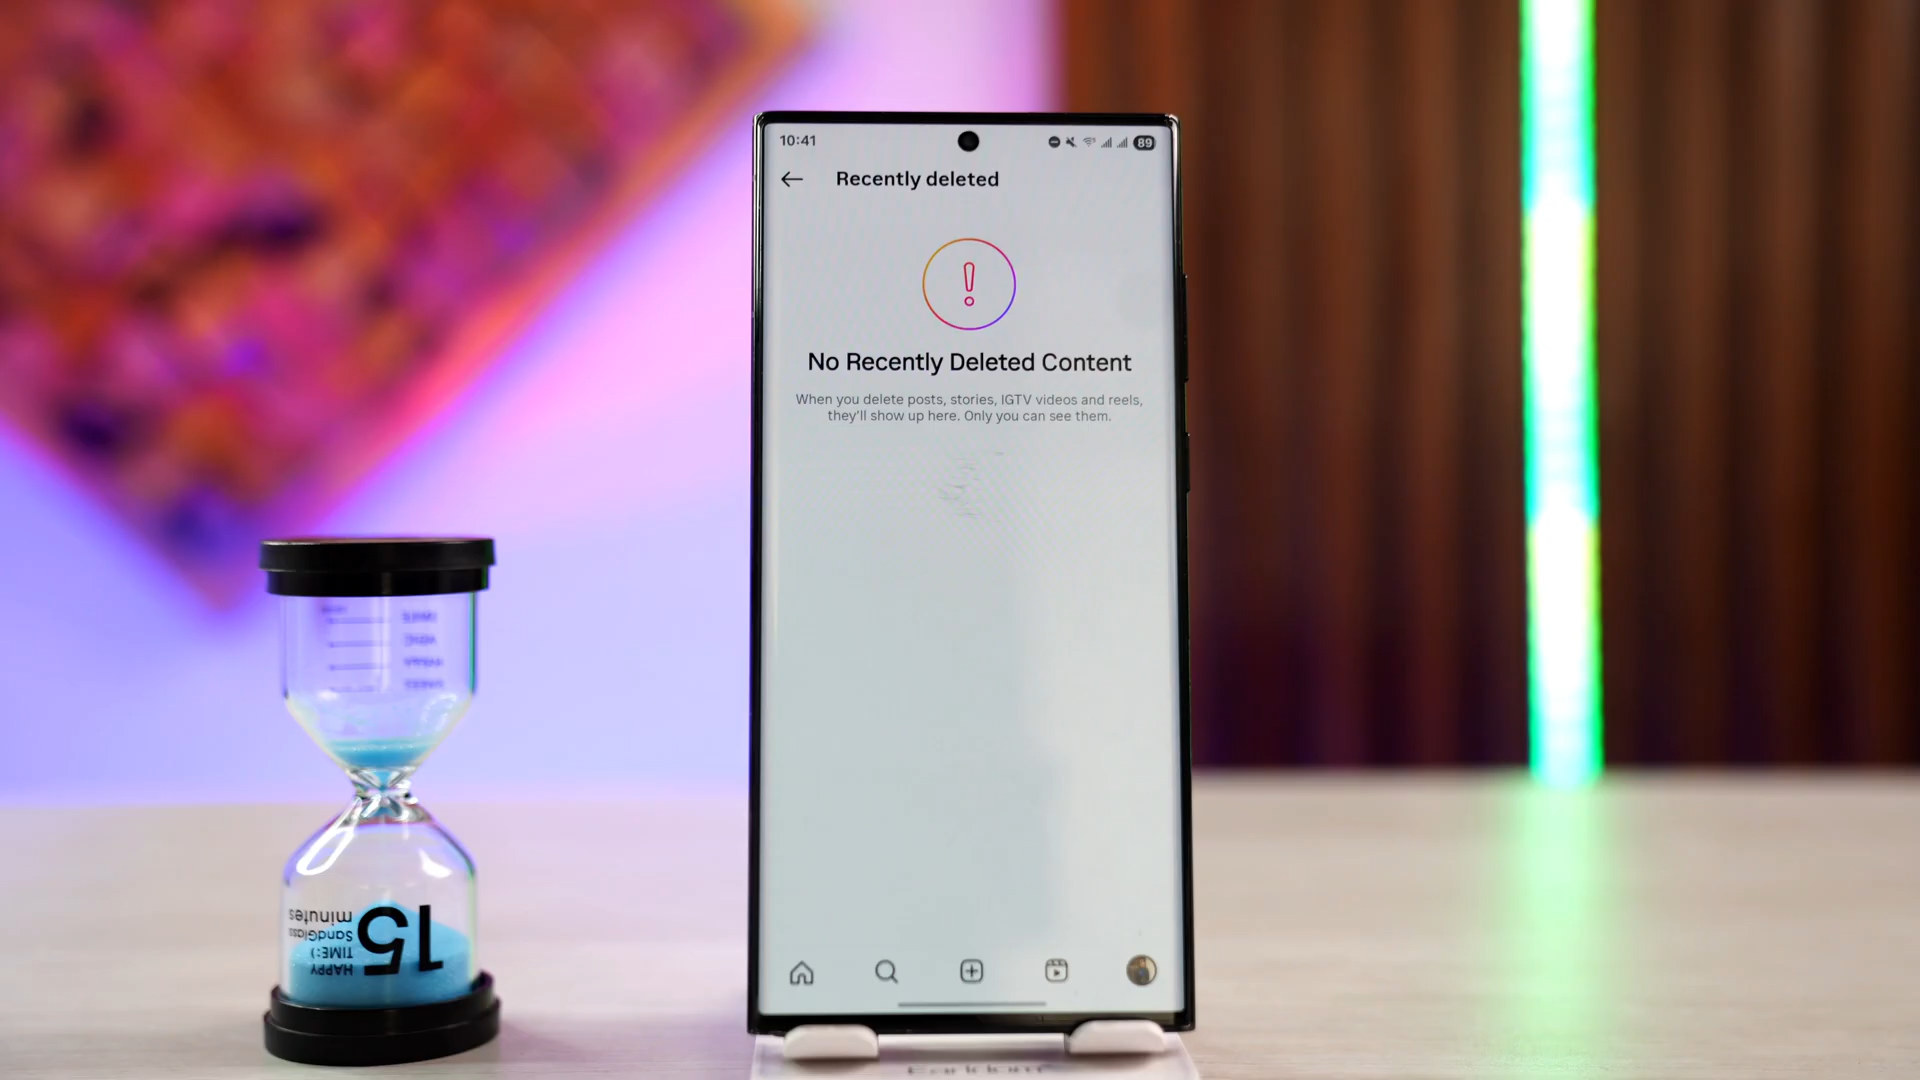 10:41
89
Recently deleted
No Recently Deleted Content
When you delete posts, stories, IGTV videos and reels,
they'll show up here. Only you can see them.
15
minutes
SandGlass
TIME:)
HAPPY